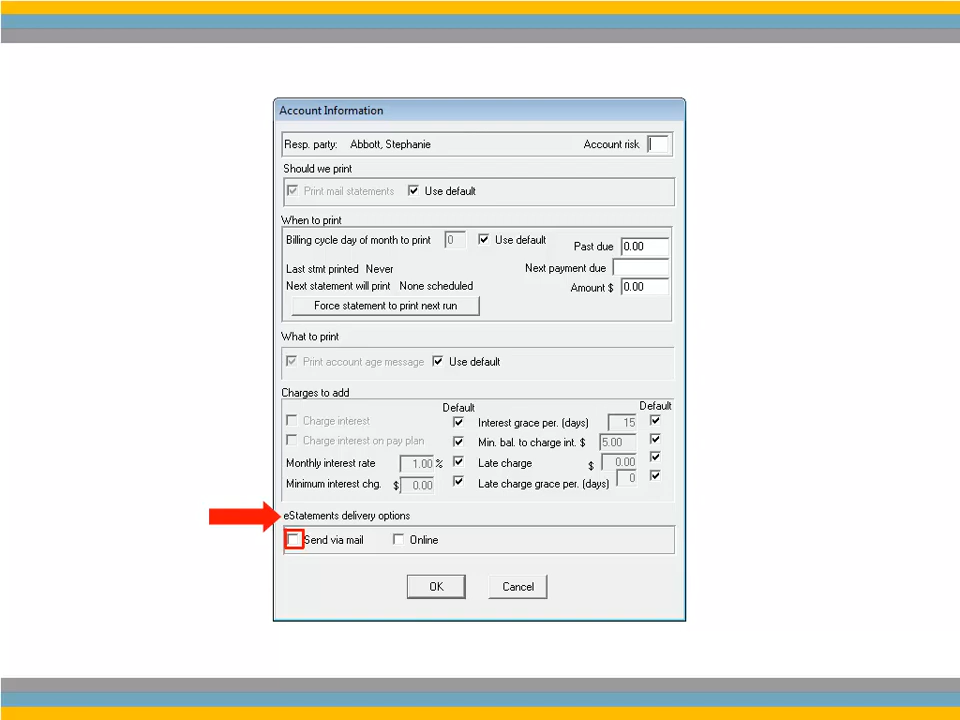 Account Information
Resp. party: Abbott, Stephanie Account risk
Should we print
Print mail statements Use default
When to print
Billing cycle day of month to print 0 Use default Past due 0.00
Last stmt printed Never Next payment due
Next statement will print None scheduled Amount $ 0.00
Force statement to print next run
What to print
Print account age message Use default
Charges to add
Default Default
Charge interest Interest grace per. (days) 15
Charge interest on pay plan Min. bal. to charge int. $ 5.00
Monthly interest rate 1.00 % Late charge $ 0.00
Minimum interest chg. $ 0.00 Late charge grace per. (days) 0
eStatements delivery options
Send via mail Online
OK Cancel